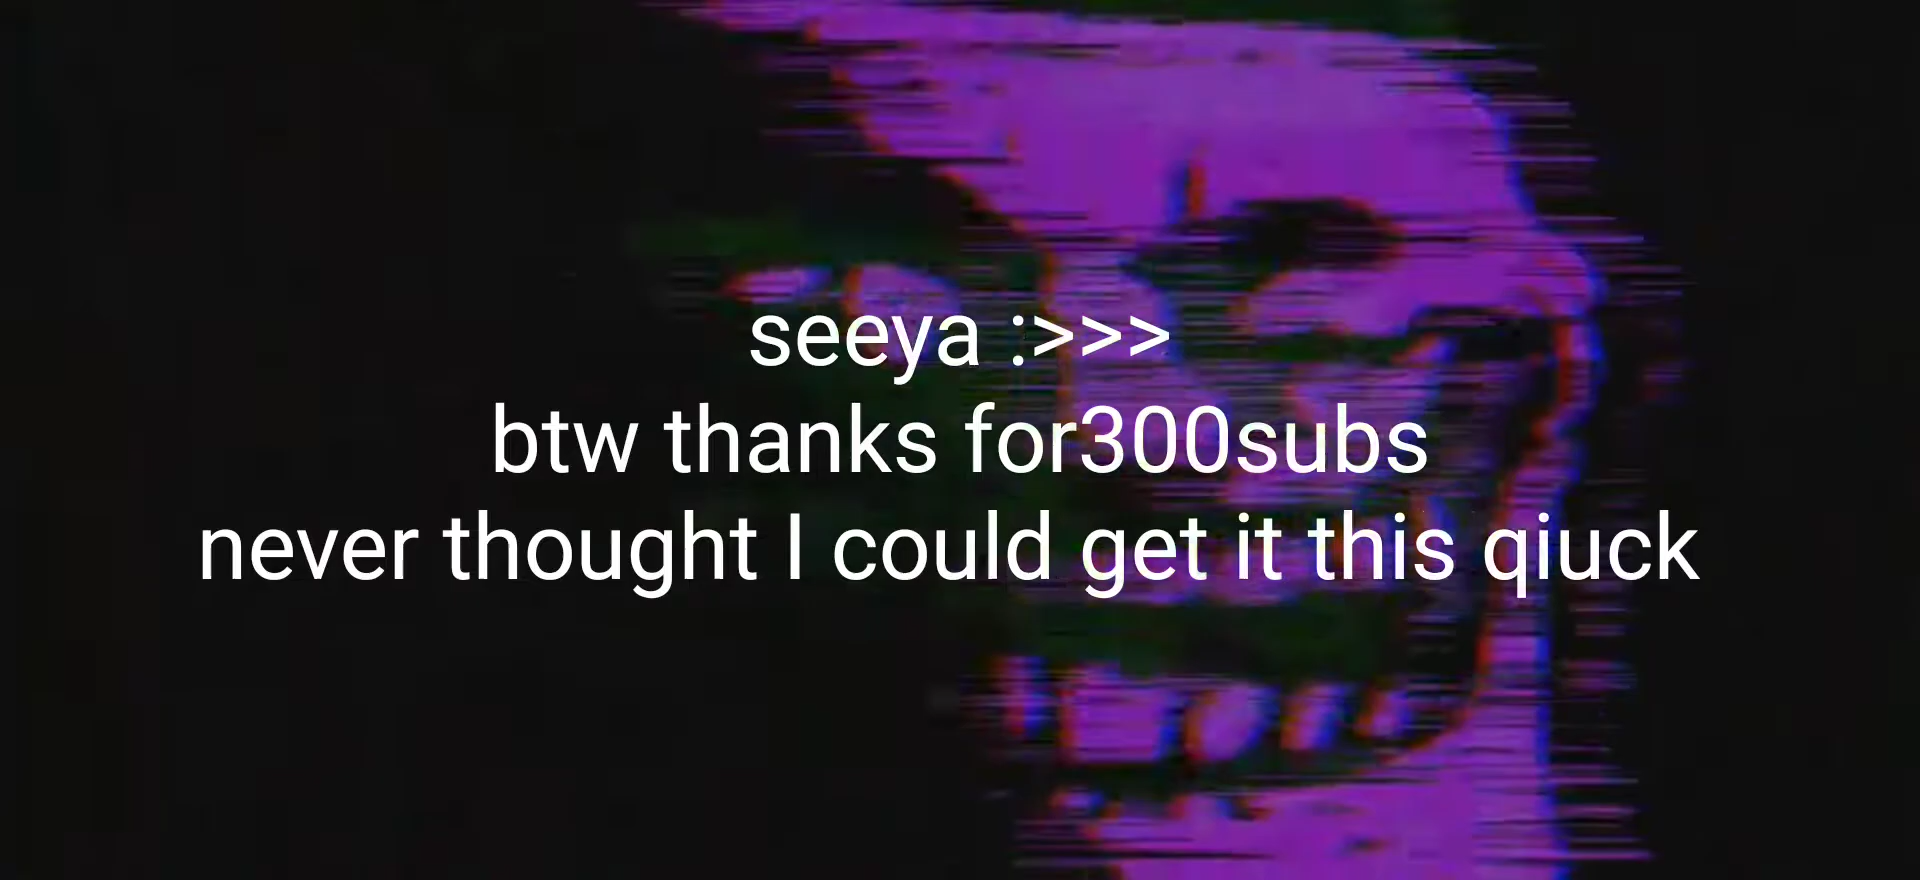 seeya :>>>
btw thanks for300subs
never thought I could get it this qiuck